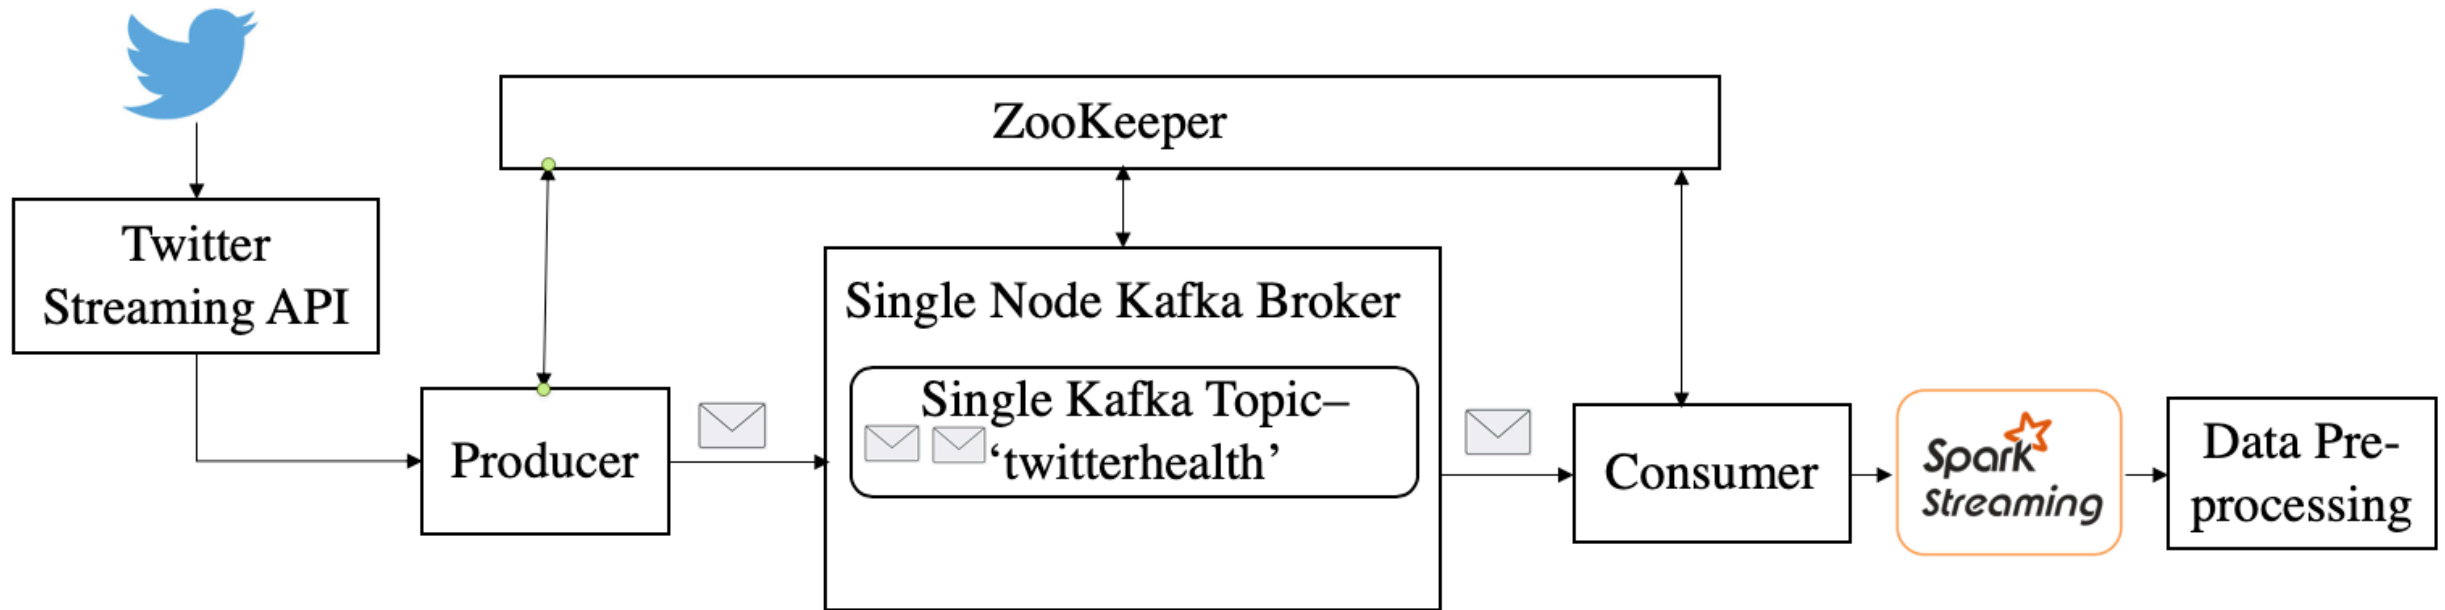 ZooKeeper
Twitter
Streaming API
Single Node Kafka Broker
Single Kafka Topic–
‘twitterhealth’
Producer
Consumer
Spark
Streaming
Data Pre-
processing